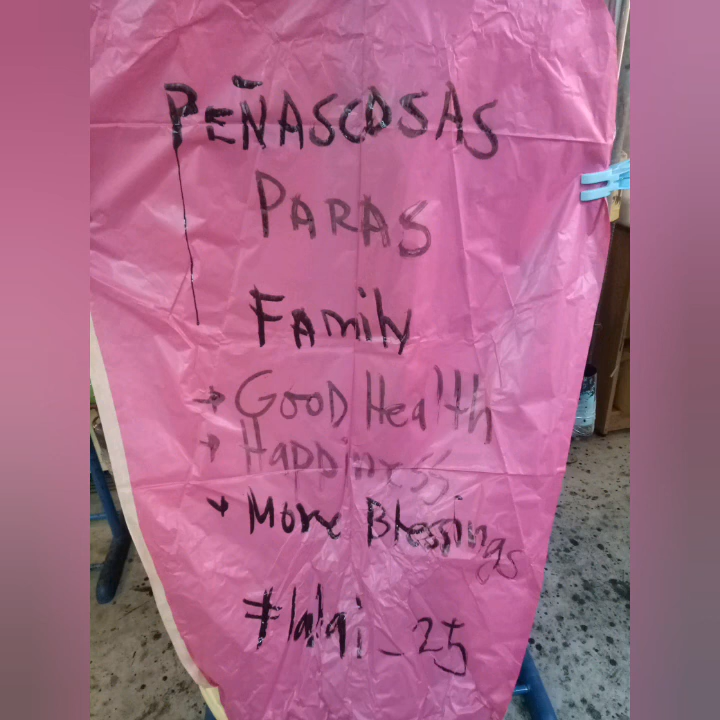 PEÑASCOSAS
PARAS
Family
→ Good Health
→ Happiness
→ More Blessings
#lalai_25